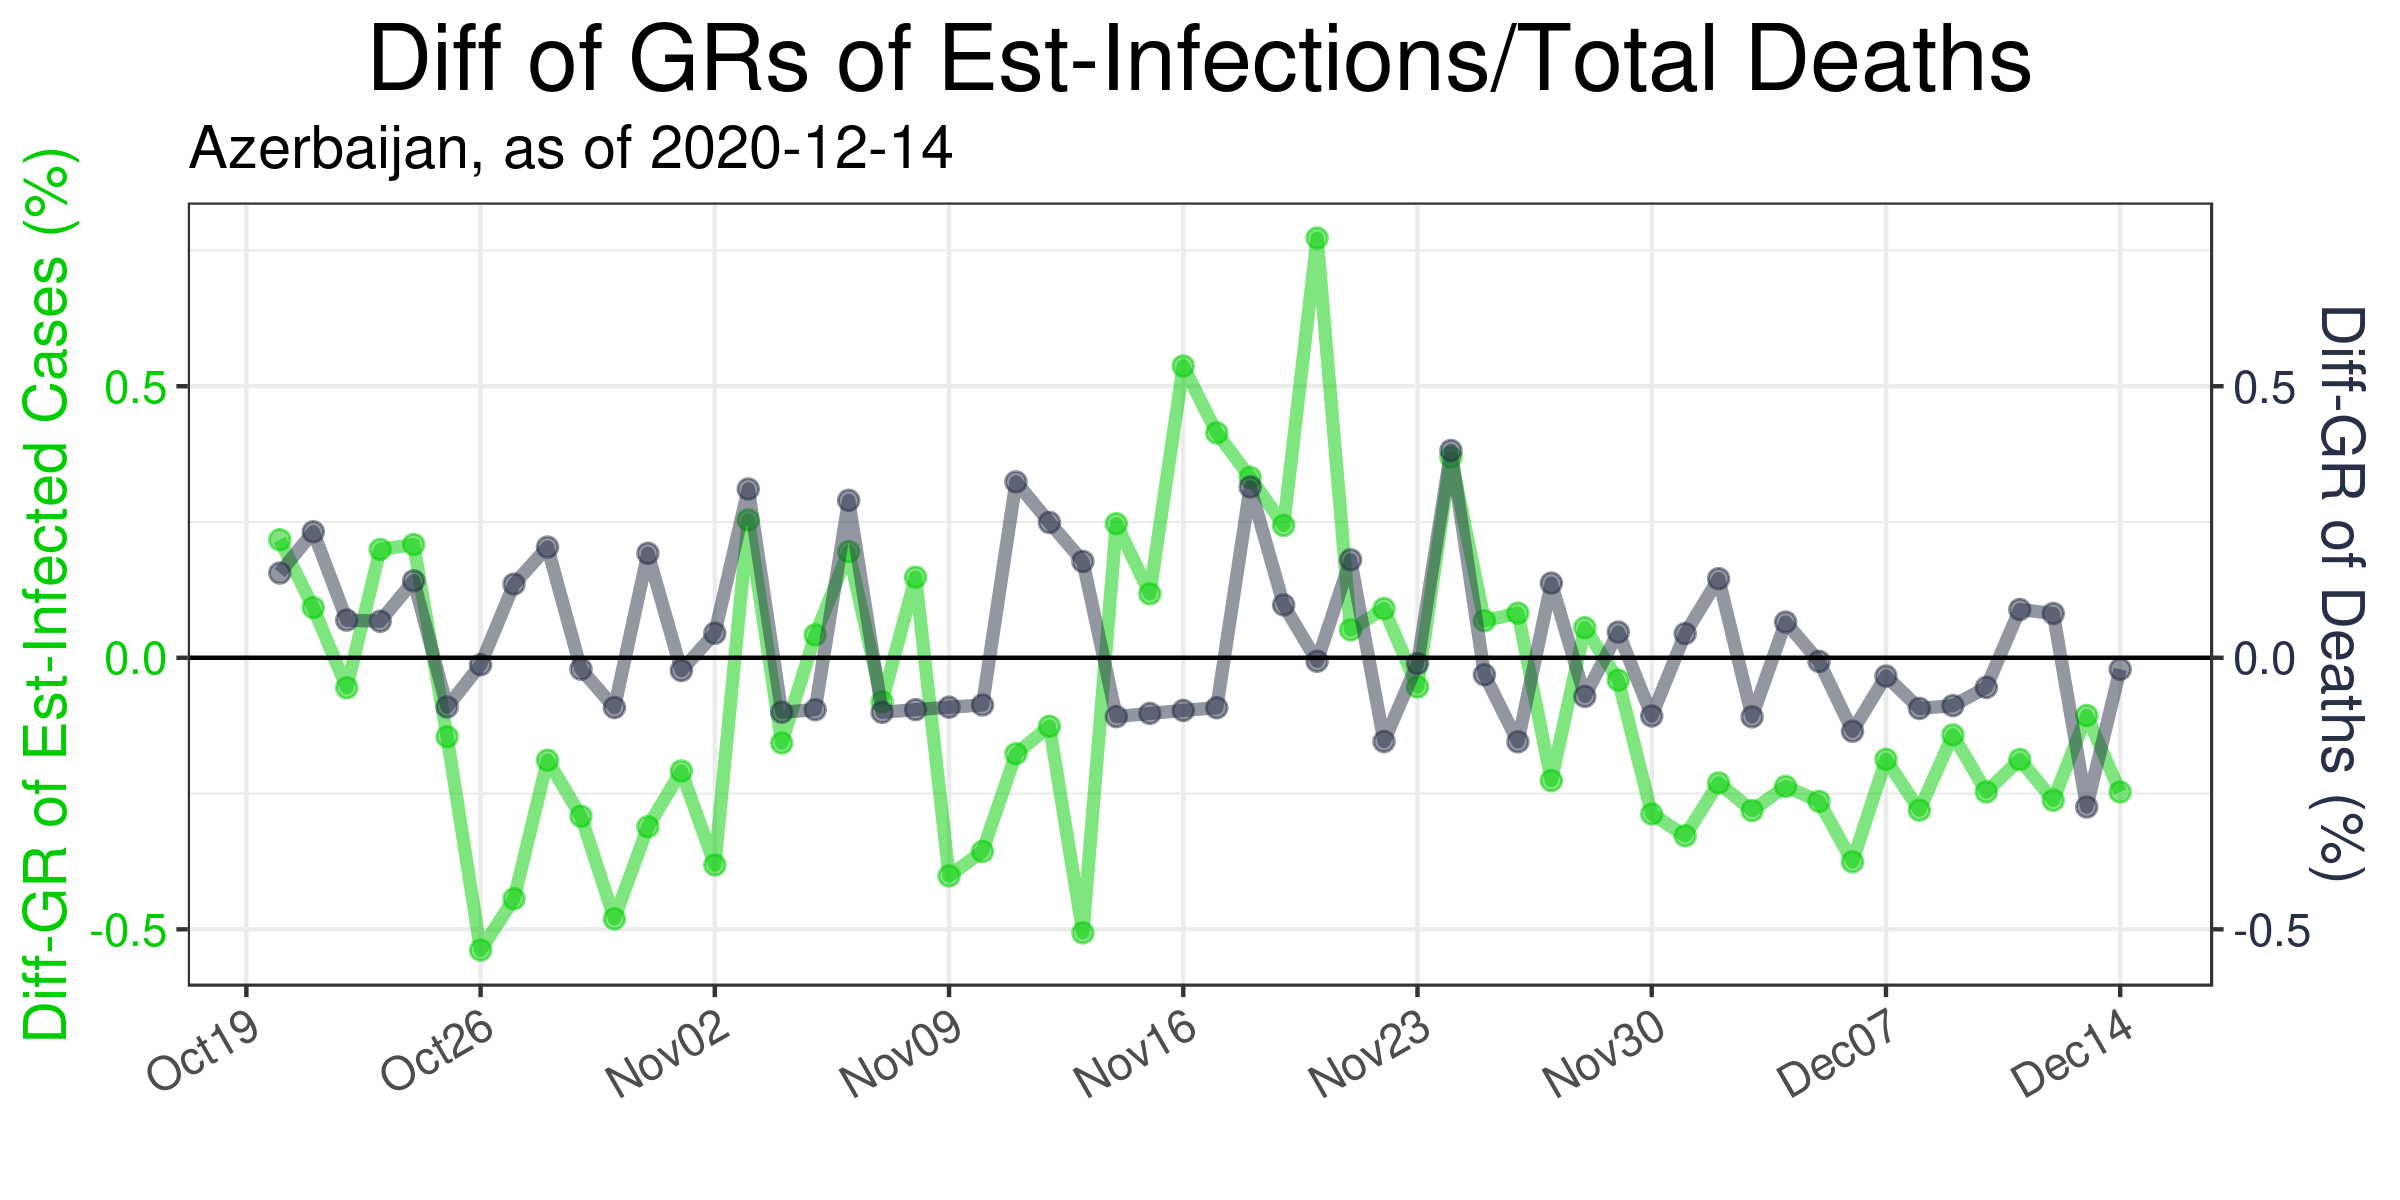 Diff of GRs of Est-Infections/Total Deaths
Azerbaijan, as of 2020-12-14
Diff-GR of Est-Infected Cases (%)
0.5
0.0
-0.5
0.5
0.0
-0.5
Diff-GR of Deaths (%)
Oct19
Oct26
Nov02
Nov09
Nov16
Nov23
Nov30
Dec07
Dec14